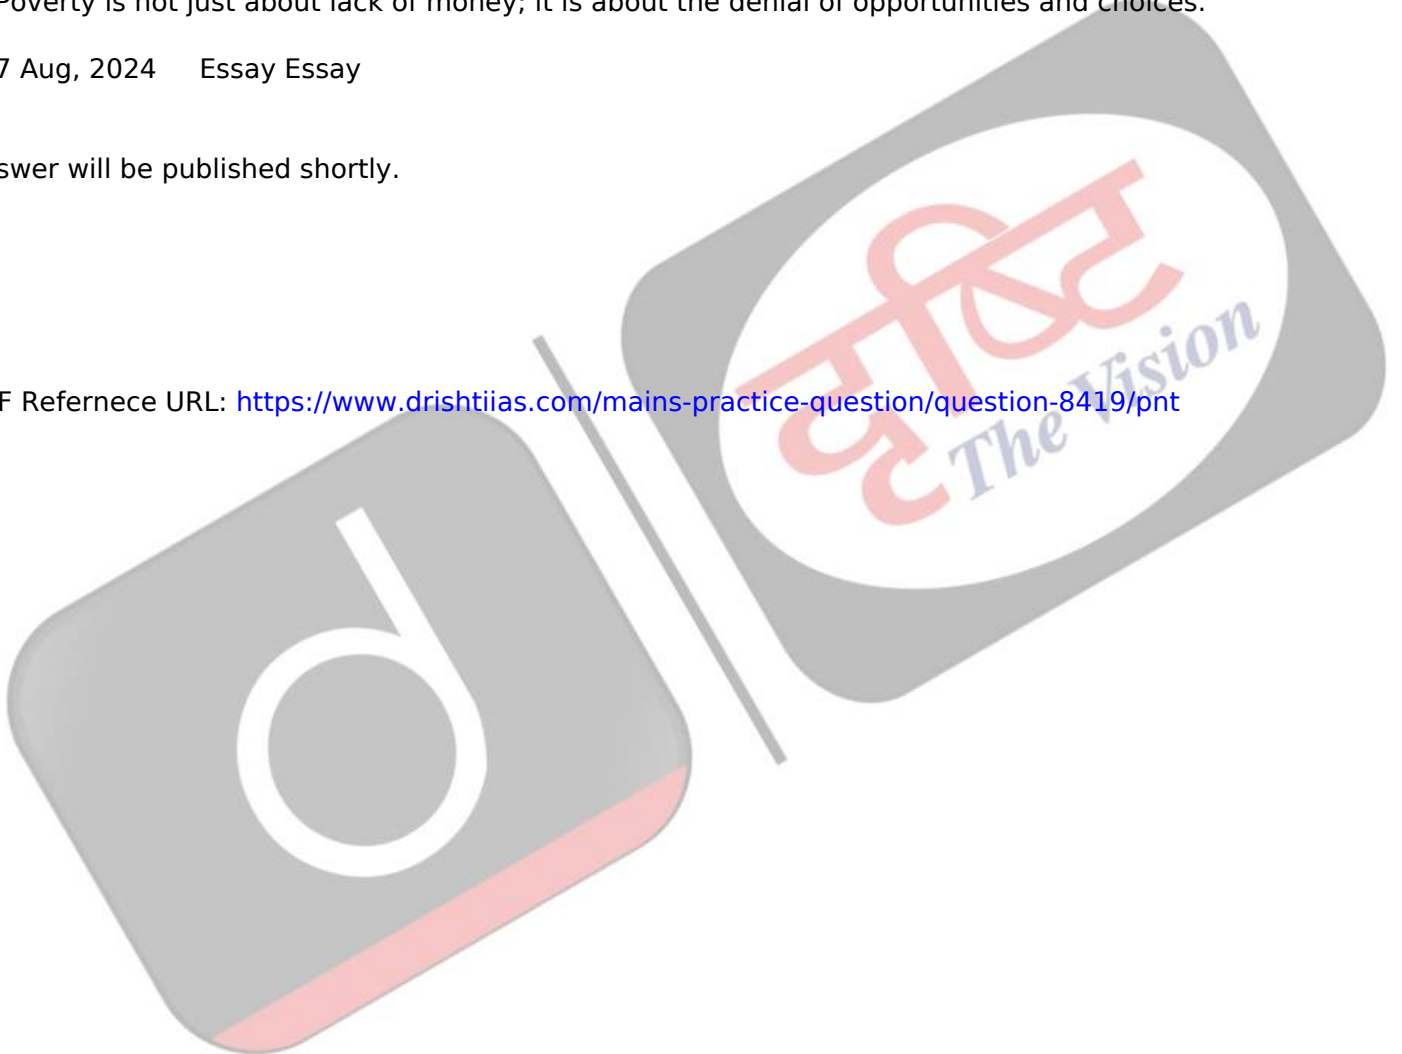 Poverty is not just about lack of money; it is about the denial of opportunities and choices.
7 Aug, 2024 Essay Essay
swer will be published shortly.
F Refernece URL: https://www.drishtiias.com/mains-practice-question/question-8419/pnt
दृष्टि
The Vision
d